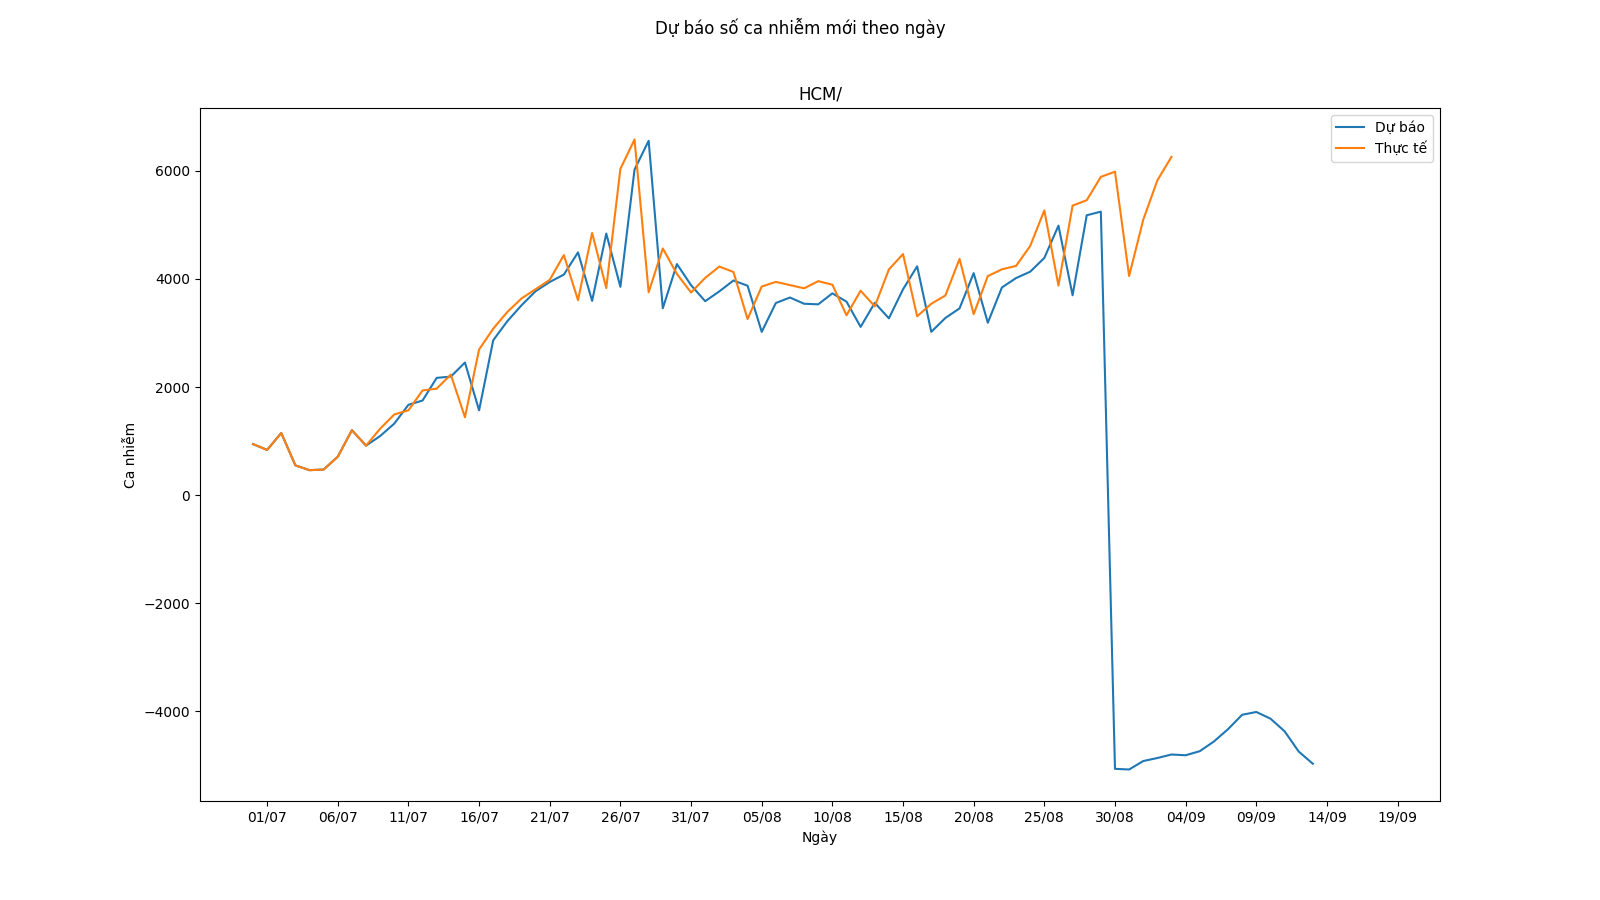 Dự báo số ca nhiễm mới theo ngày
HCM/
Dự báo
Thực tế
6000
4000
2000
0
−2000
−4000
Ca nhiễm
01/07 06/07 11/07 16/07 21/07 26/07 31/07 05/08 10/08 15/08 20/08 25/08 30/08 04/09 09/09 14/09 19/09
Ngày